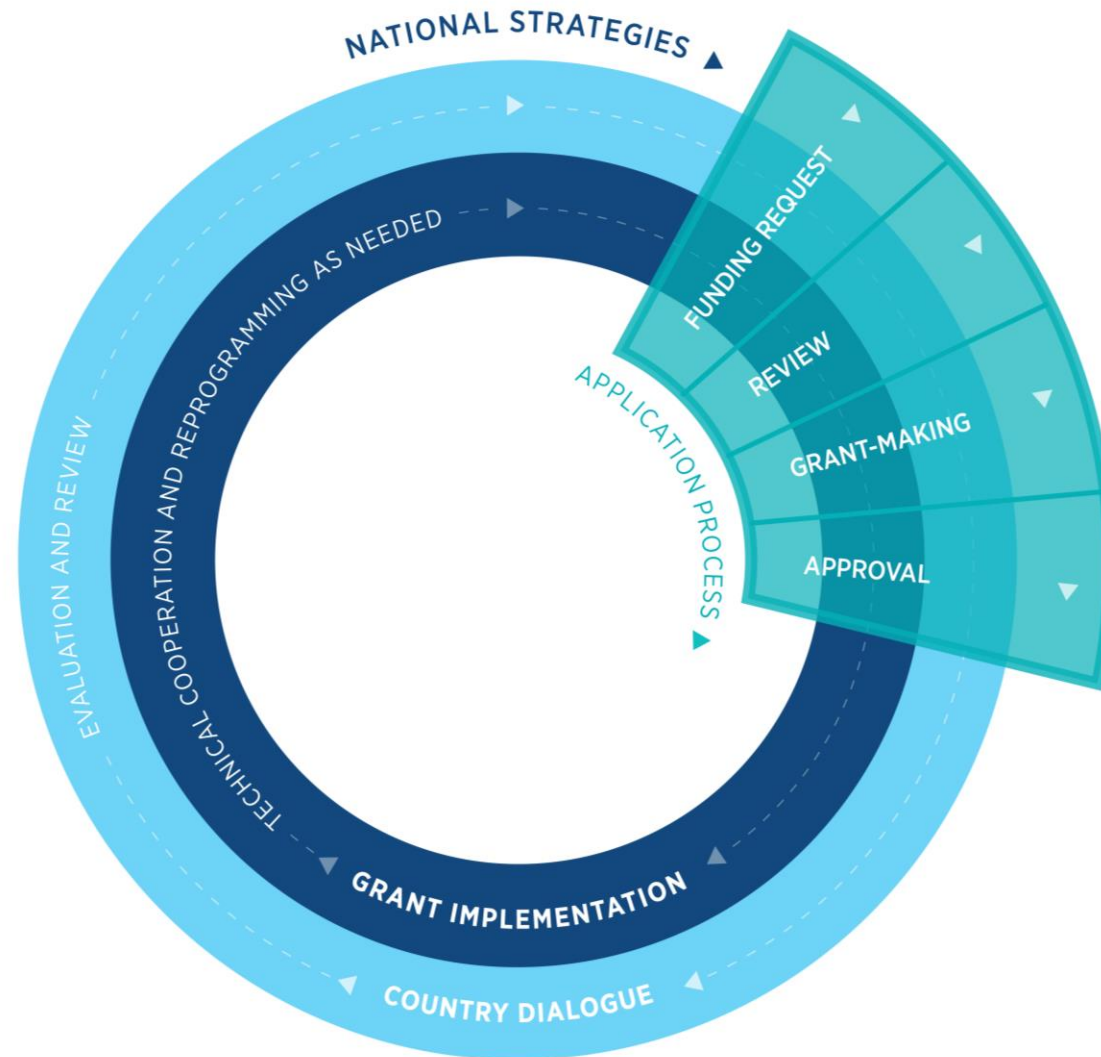 NATIONAL STRATEGIES
FUNDING REQUEST
REVIEW
GRANT-MAKING
APPROVAL
APPLICATION PROCESS
TECHNICAL COOPERATION AND REPROGRAMMING AS NEEDED
EVALUATION AND REVIEW
GRANT IMPLEMENTATION
COUNTRY DIALOGUE